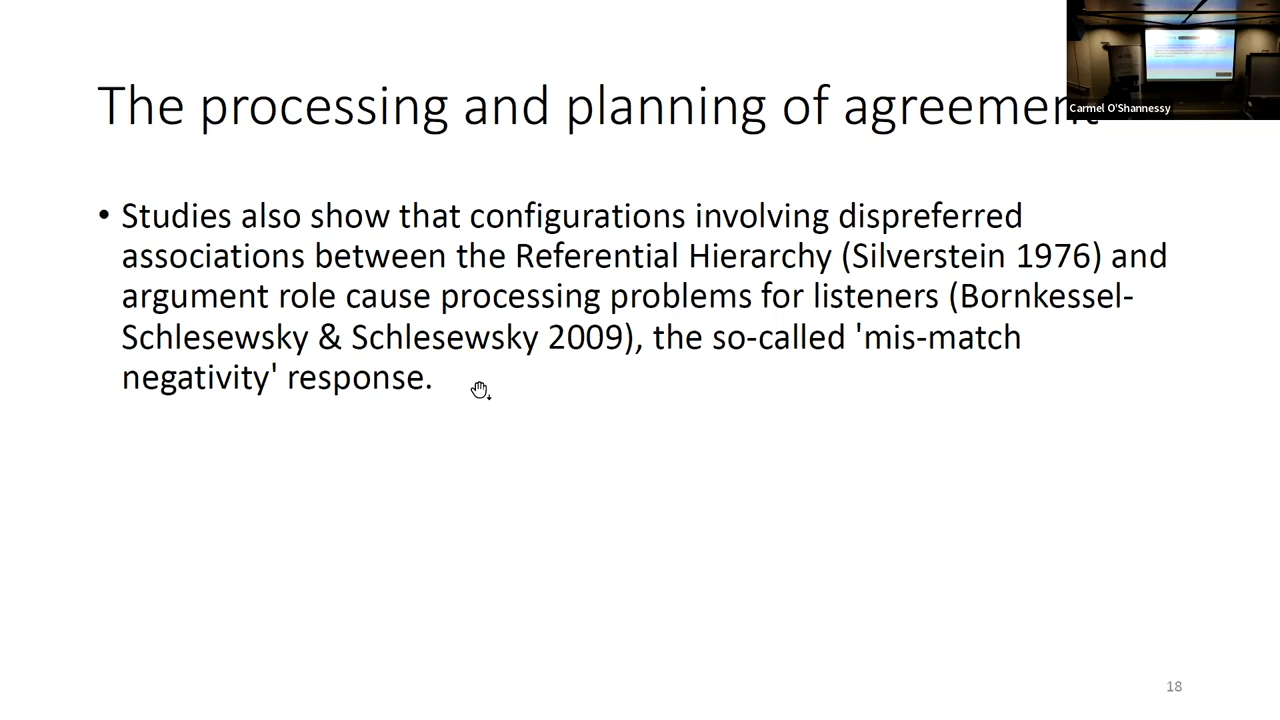 The processing and planning of agreement
Carmel O'Shannessy
• Studies also show that configurations involving dispreferred
associations between the Referential Hierarchy (Silverstein 1976) and
argument role cause processing problems for listeners (Bornkessel-
Schlesewsky & Schlesewsky 2009), the so-called 'mis-match
negativity' response.
18